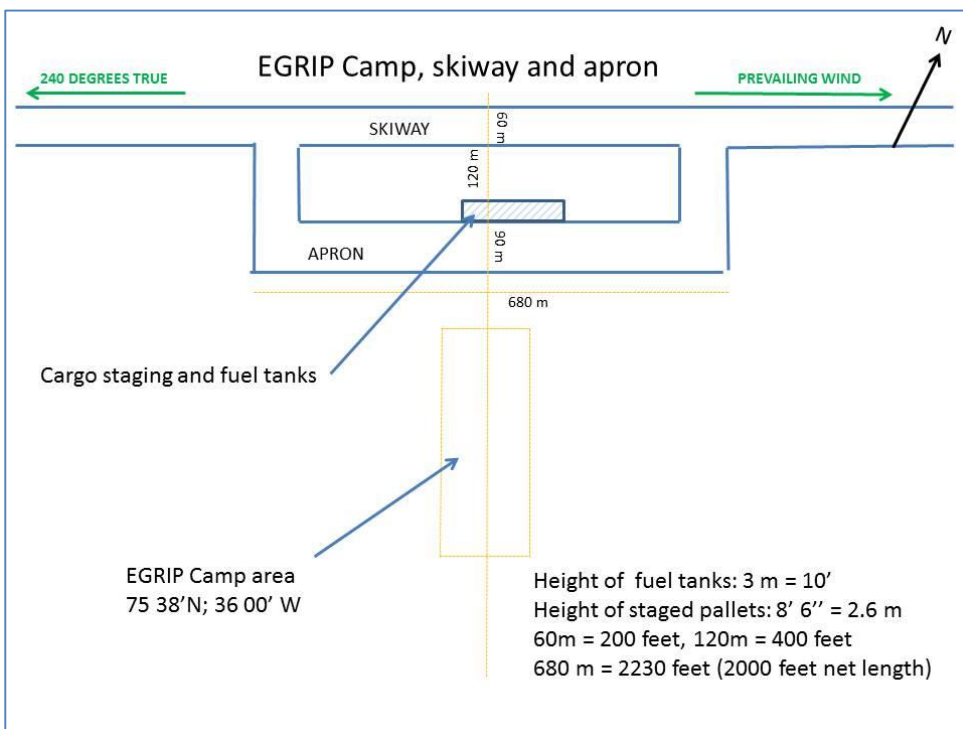 EGRIP Camp, skiway and apron
N
240 DEGREES TRUE
PREVAILING WIND
SKIWAY
60 m
120 m
90 m
APRON
680 m
Cargo staging and fuel tanks
EGRIP Camp area
75 38’N; 36 00’ W
Height of fuel tanks: 3 m = 10’
Height of staged pallets: 8’ 6’’ = 2.6 m
60m = 200 feet, 120m = 400 feet
680 m = 2230 feet (2000 feet net length)